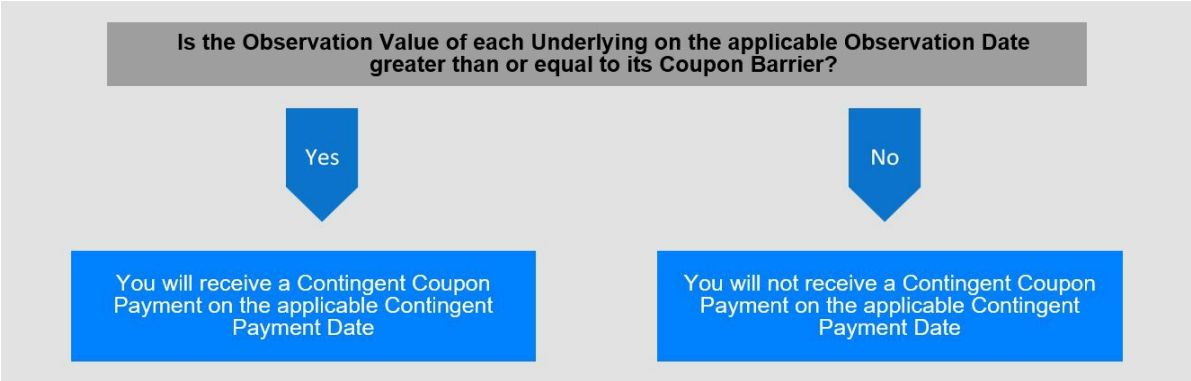 Is the Observation Value of each Underlying on the applicable Observation Date
greater than or equal to its Coupon Barrier?
Yes
No
You will receive a Contingent Coupon
Payment on the applicable Contingent
Payment Date
You will not receive a Contingent Coupon
Payment on the applicable Contingent
Payment Date